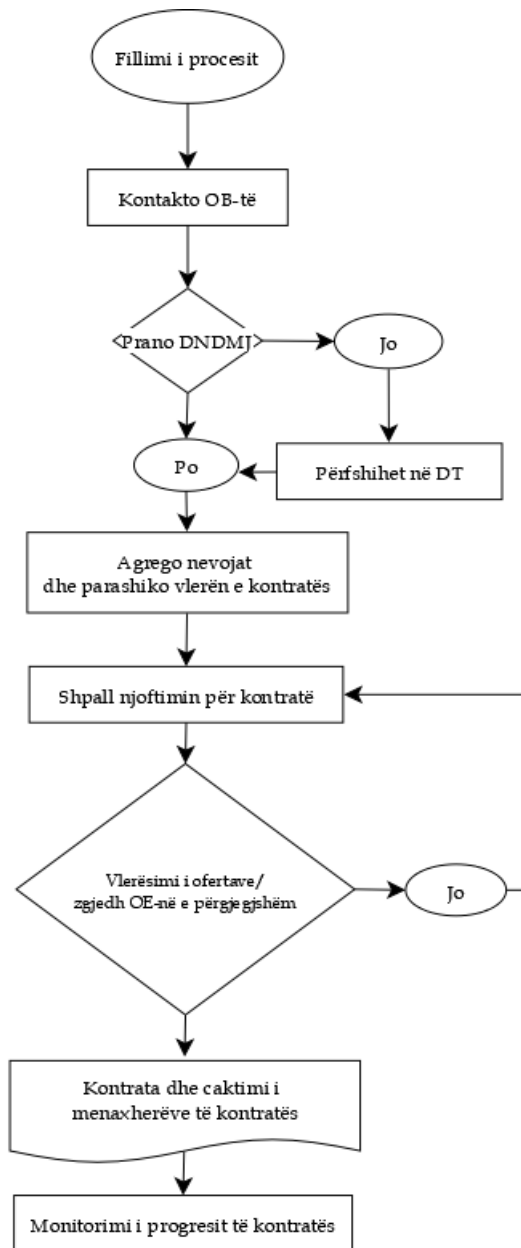 Fillimi i procesit
Kontakto OB-të
Prano DNDMJ
Jo
Po
Përfshihet në DT
Agrego nevojat
dhe parashiko vlerën e kontratës
Shpall njoftimin për kontratë
Vlerësimi i ofertave/
zgjedh OE-në e përgjegjshëm
Jo
Kontrata dhe caktimi i
menaxherëve të kontratës
Monitorimi i progresit të kontratës